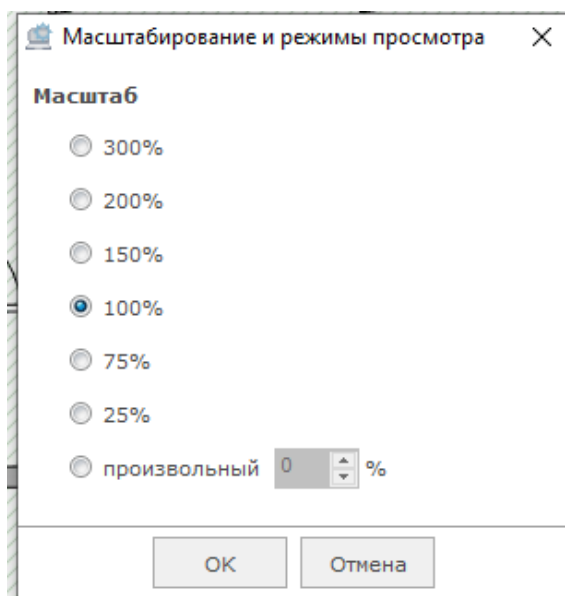 Масштабирование и режимы просмотра
Масштаб
300%
200%
150%
100%
75%
25%
произвольный 0 %
OK Отмена